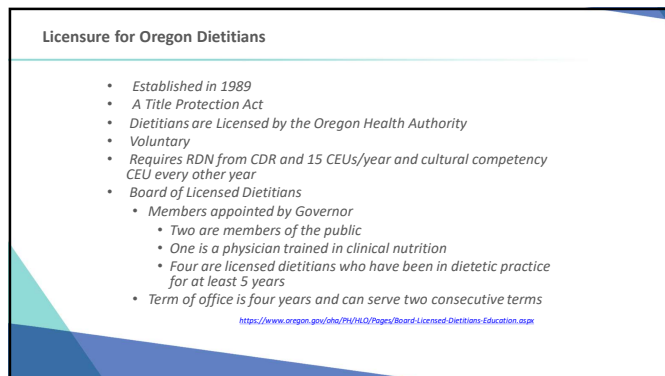 Licensure for Oregon Dietitians
• Established in 1989
• A Title Protection Act
• Dietitians are Licensed by the Oregon Health Authority
• Voluntary
• Requires RDN from CDR and 15 CEUs/year and cultural competency
CEU every other year
• Board of Licensed Dietitians
• Members appointed by Governor
• Two are members of the public
• One is a physician trained in clinical nutrition
• Four are licensed dietitians who have been in dietetic practice
for at least 5 years
• Term of office is four years and can serve two consecutive terms
https://www.oregon.gov/oha/PH/HLO/Pages/Board-Licensed-Dietitians-Education.aspx